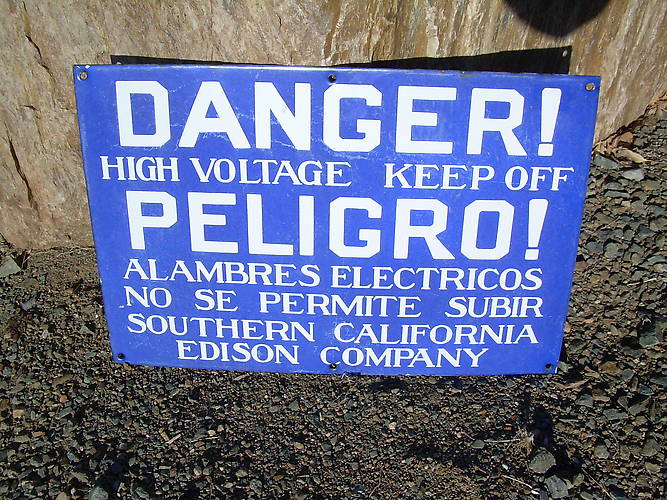 DANGER!
HIGH VOLTAGE KEEP OFF
PELIGRO!
ALAMBRES ELECTRICOS
NO SE PERMITE SUBIR
SOUTHERN CALIFORNIA
EDISON COMPANY